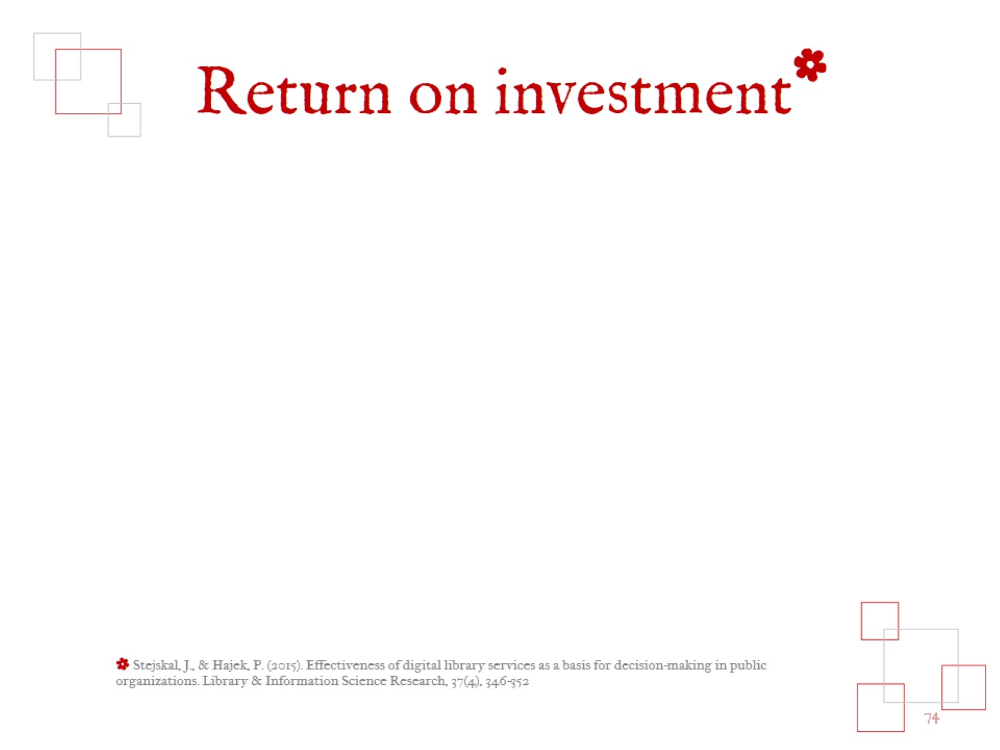 Return on investment*
* Stejskal, J., & Hajek, P. (2015). Effectiveness of digital library services as a basis for decision-making in public
organizations. Library & Information Science Research, 37(4), 346-352
74